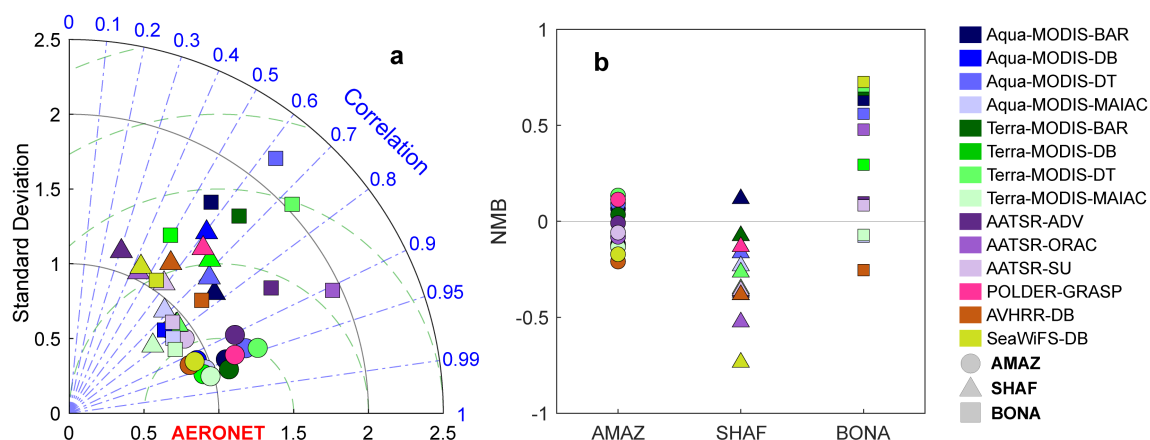 a
Correlation
0 0.1 0.2 0.3 0.4 0.5 0.6 0.7 0.8 0.9 0.95 0.99 1
Standard Deviation
2.5
2
1.5
1
0.5
0
0 0.5 AERONET 1.5 2 2.5
b
NMB
1
0.5
0
-0.5
-1
AMAZ SHAF BONA
Aqua-MODIS-BAR
Aqua-MODIS-DB
Aqua-MODIS-DT
Aqua-MODIS-MAIAC
Terra-MODIS-BAR
Terra-MODIS-DB
Terra-MODIS-DT
Terra-MODIS-MAIAC
AATSR-ADV
AATSR-ORAC
AATSR-SU
POLDER-GRASP
AVHRR-DB
SeaWiFS-DB
AMAZ
SHAF
BONA